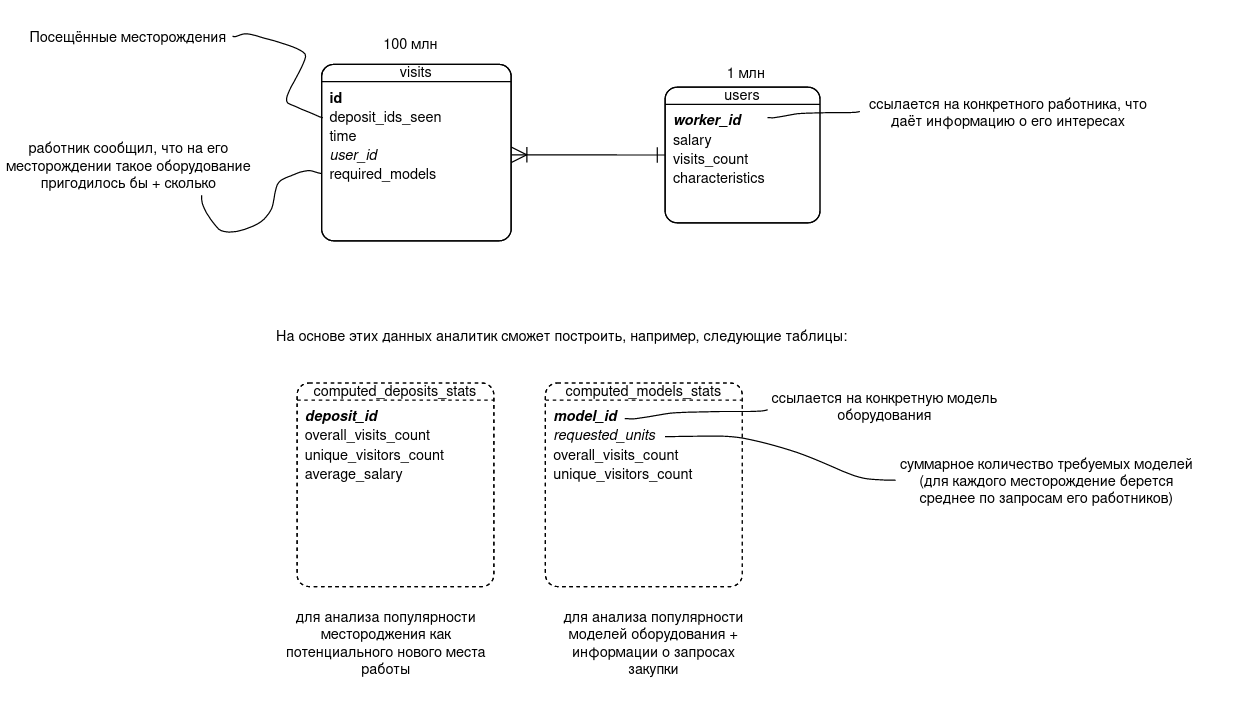 Посещённые месторождения
100 млн
visits
id
deposit_ids_seen
time
user_id
required_models
работник сообщил, что на его
месторождении такое оборудование
пригодилось бы + сколько
1 млн
users
worker_id
salary
visits_count
characteristics
ссылается на конкретного работника, что
даёт информацию о его интересах
На основе этих данных аналитик сможет построить, например, следующие таблицы:
computed_deposits_stats
deposit_id
overall_visits_count
unique_visitors_count
average_salary
computed_models_stats
model_id
requested_units
overall_visits_count
unique_visitors_count
ссылается на конкретную модель
оборудования
суммарное количество требуемых моделей
(для каждого месторождение берется
среднее по запросам его работников)
для анализа популярности
местороджения как
потенциального нового места
работы
для анализа популярности
моделей оборудования +
информации о запросах
закупки